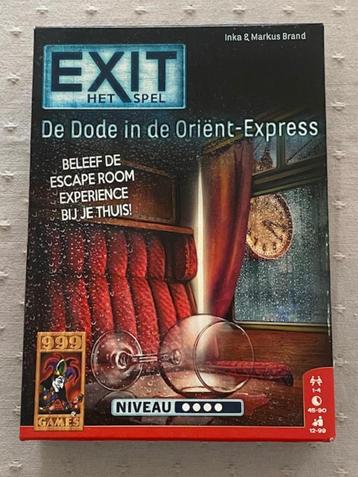 Inka & Markus Brand
EXIT
HET SPEL
De Dode in de Oriënt-Express
BELEEF DE
ESCAPE ROOM
EXPERIENCE
BIJ JE THUIS!
999
GAMES
NIVEAU
1-4
45-90
12-99